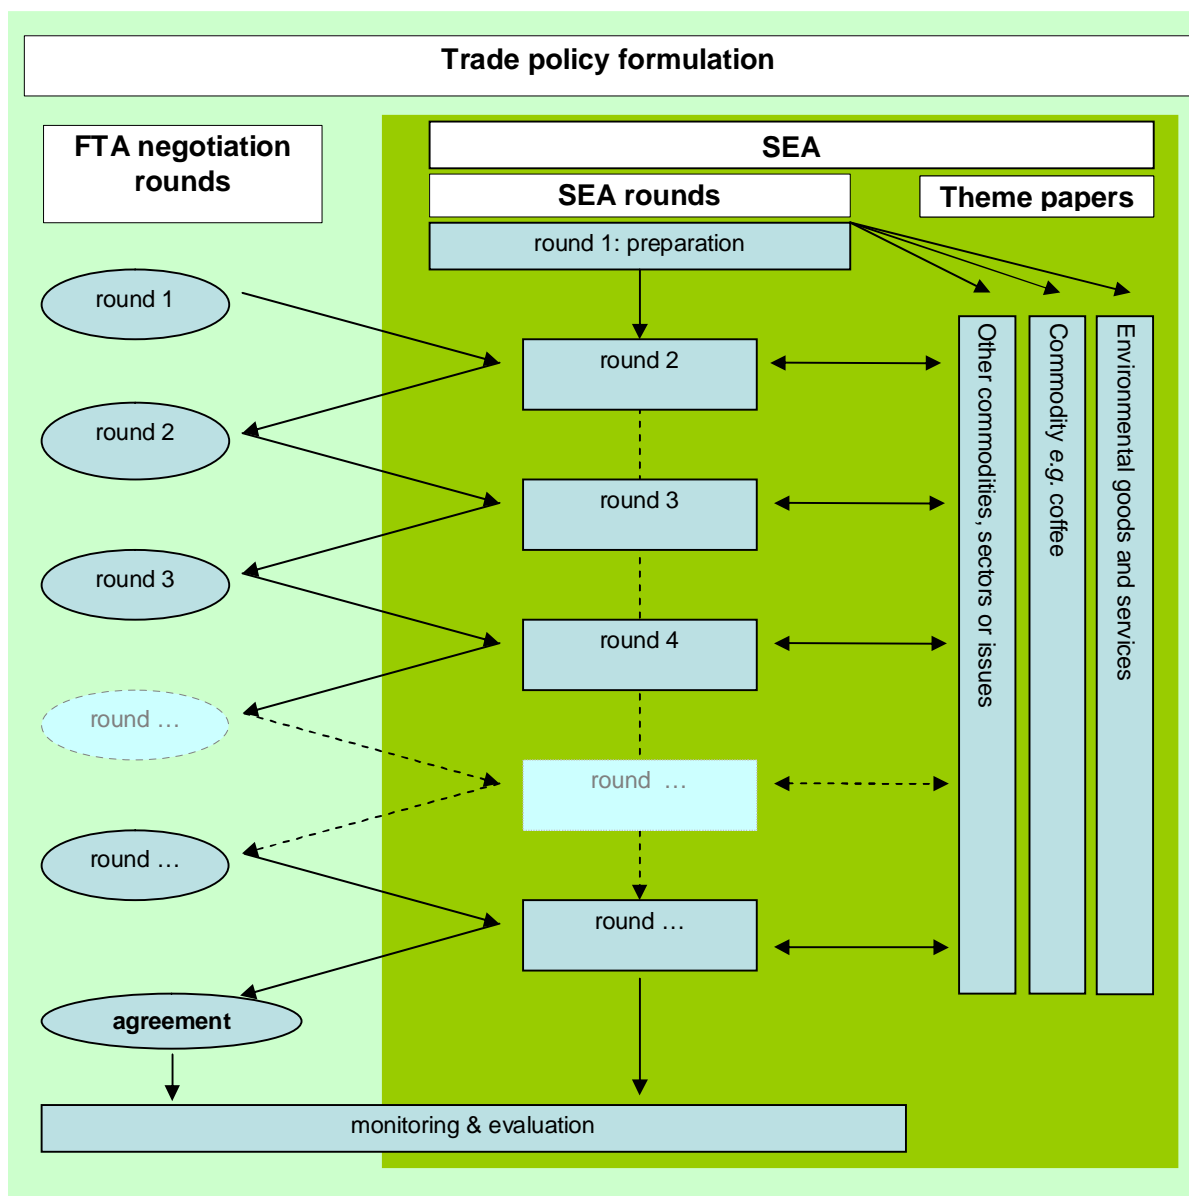 Trade policy formulation
FTA negotiation
rounds
SEA
SEA rounds
Theme papers
round 1: preparation
round 1
round 2
round 2
round 3
round 3
round 4
round …
round  …
round …
round …
agreement
monitoring & evaluation
Other commodities, sectors or issues
Commodity e.g. coffee
Environmental goods and services